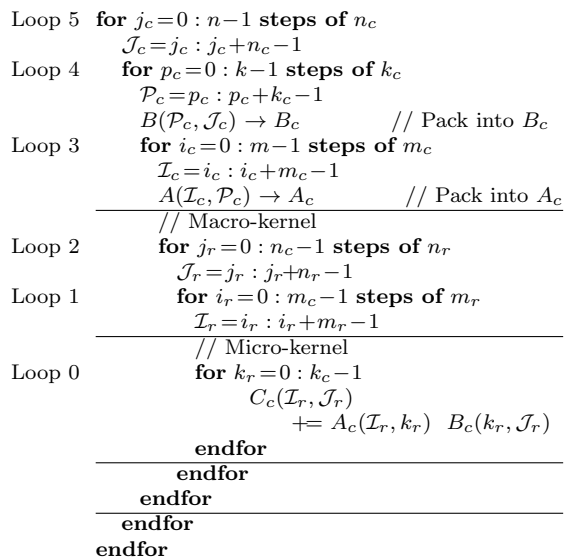 Loop 5 for j_c=0 : n−1 steps of n_c
𝒥_c=j_c : j_c+n_c−1
Loop 4 for p_c=0 : k−1 steps of k_c
𝒫_c=p_c : p_c+k_c−1
B(𝒫_c, 𝒥_c) → B_c // Pack into B_c
Loop 3 for i_c=0 : m−1 steps of m_c
ℐ_c=i_c : i_c+m_c−1
A(ℐ_c, 𝒫_c) → A_c // Pack into A_c
// Macro-kernel
Loop 2 for j_r=0 : n_c−1 steps of n_r
𝒥_r=j_r : j_r+n_r−1
Loop 1 for i_r=0 : m_c−1 steps of m_r
ℐ_r=i_r : i_r+m_r−1
// Micro-kernel
Loop 0 for k_r=0 : k_c−1
C_c(ℐ_r, 𝒥_r)
+= A_c(ℐ_r, k_r) B_c(k_r, 𝒥_r)
endfor
endfor
endfor
endfor
endfor